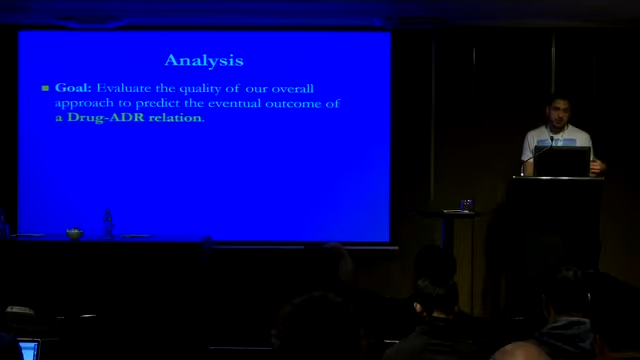 Analysis
Goal: Evaluate the quality of our overall
approach to predict the eventual outcome of
a Drug-ADR relation.